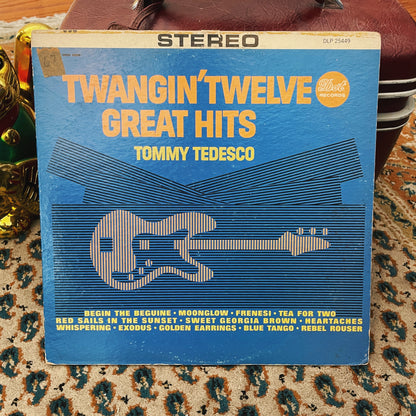 STEREO
DLP 25449
TWANGIN' TWELVE
Dot
RECORDS
GREAT HITS
TOMMY TEDESCO
BEGIN THE BEGUINE • MOONGLOW • FRENESI • TEA FOR TWO
RED SAILS IN THE SUNSET • SWEET GEORGIA BROWN • HEARTACHES
WHISPERING • EXODUS • GOLDEN EARRINGS • BLUE TANGO • REBEL ROUSER